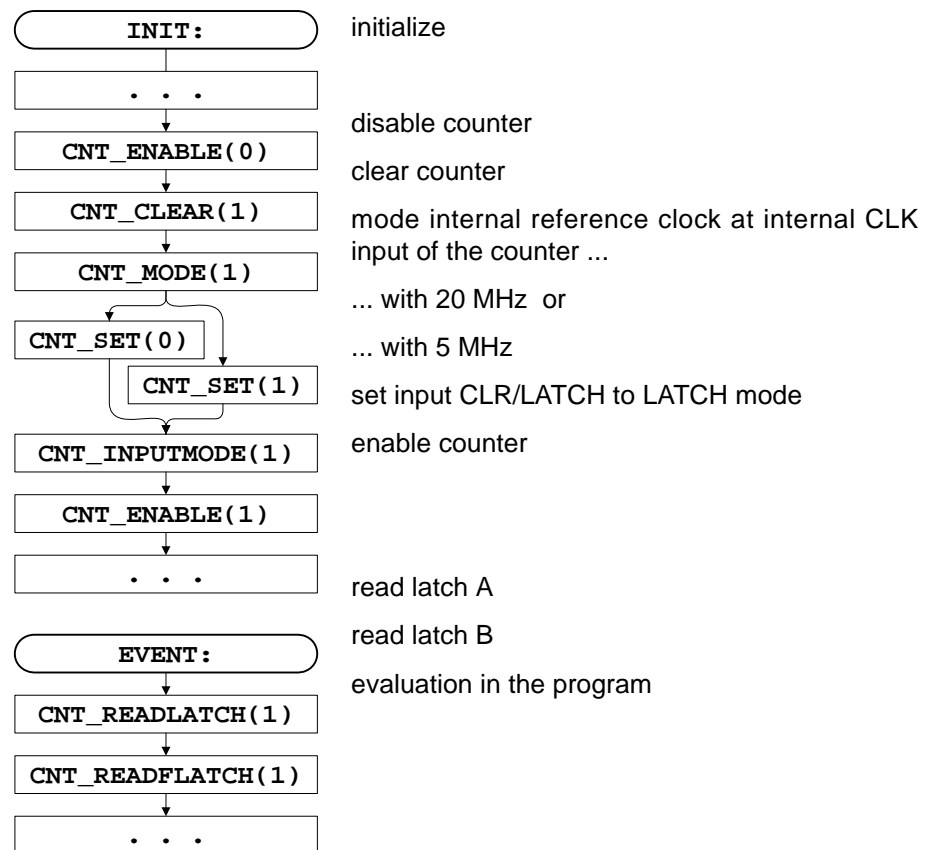 INIT:
initialize
. . .
disable counter
CNT_ENABLE(0)
clear counter
CNT_CLEAR(1)
mode internal reference clock at internal CLK
input of the counter ...
CNT_MODE(1)
... with 20 MHz or
CNT_SET(0)
... with 5 MHz
CNT_SET(1)
set input CLR/LATCH to LATCH mode
CNT_INPUTMODE(1)
enable counter
CNT_ENABLE(1)
. . .
read latch A
read latch B
EVENT:
evaluation in the program
CNT_READLATCH(1)
CNT_READFLATCH(1)
. . .